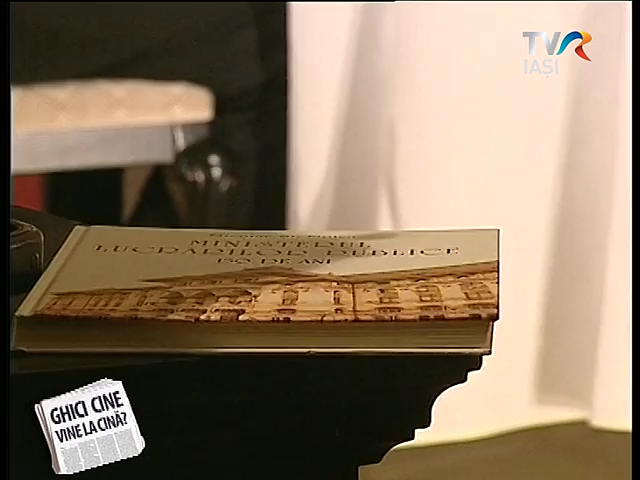 TVR
IAȘI
MINISTERUL
LUCRĂRILOR PUBLICE
150 DE ANI
GHICI CINE
VINE LA CINĂ?